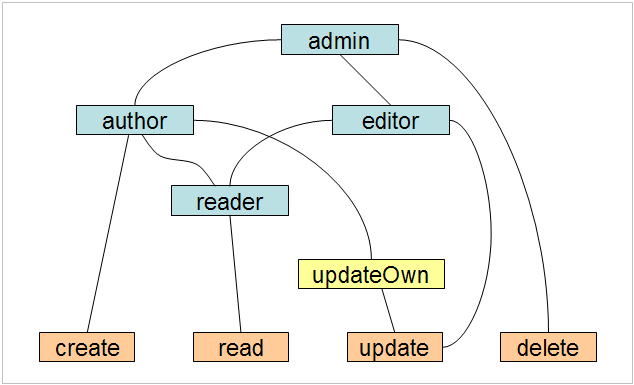 admin
author
editor
reader
updateOwn
create
read
update
delete